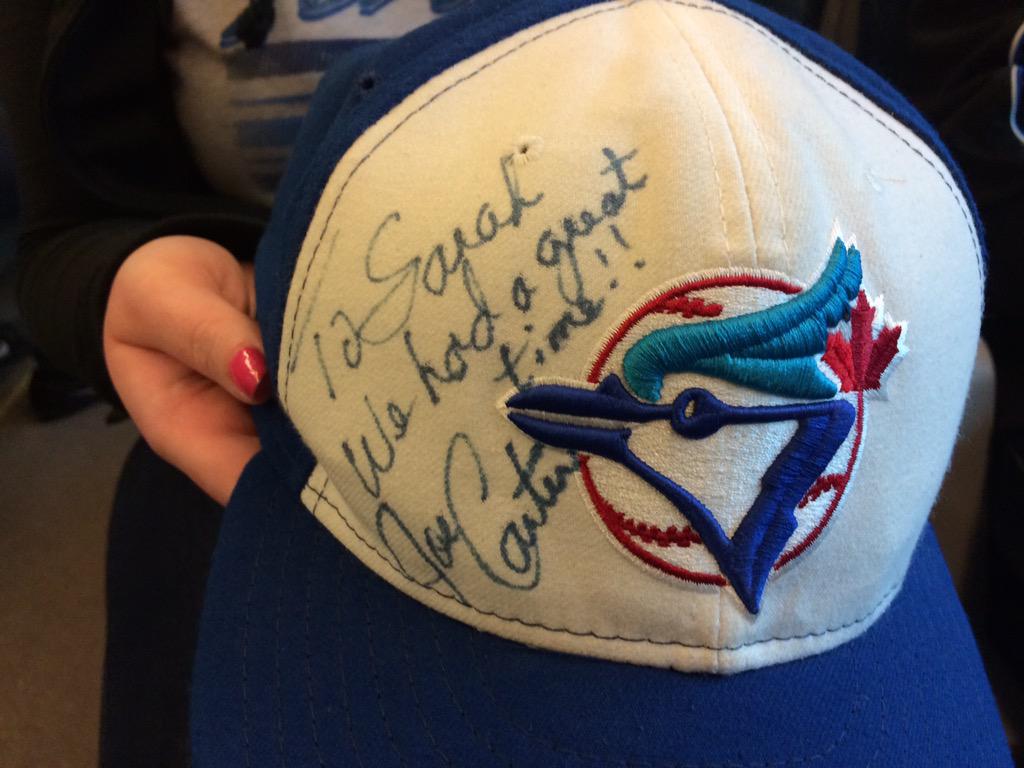 To Sarah
We had a great
time!!
Joe Carter